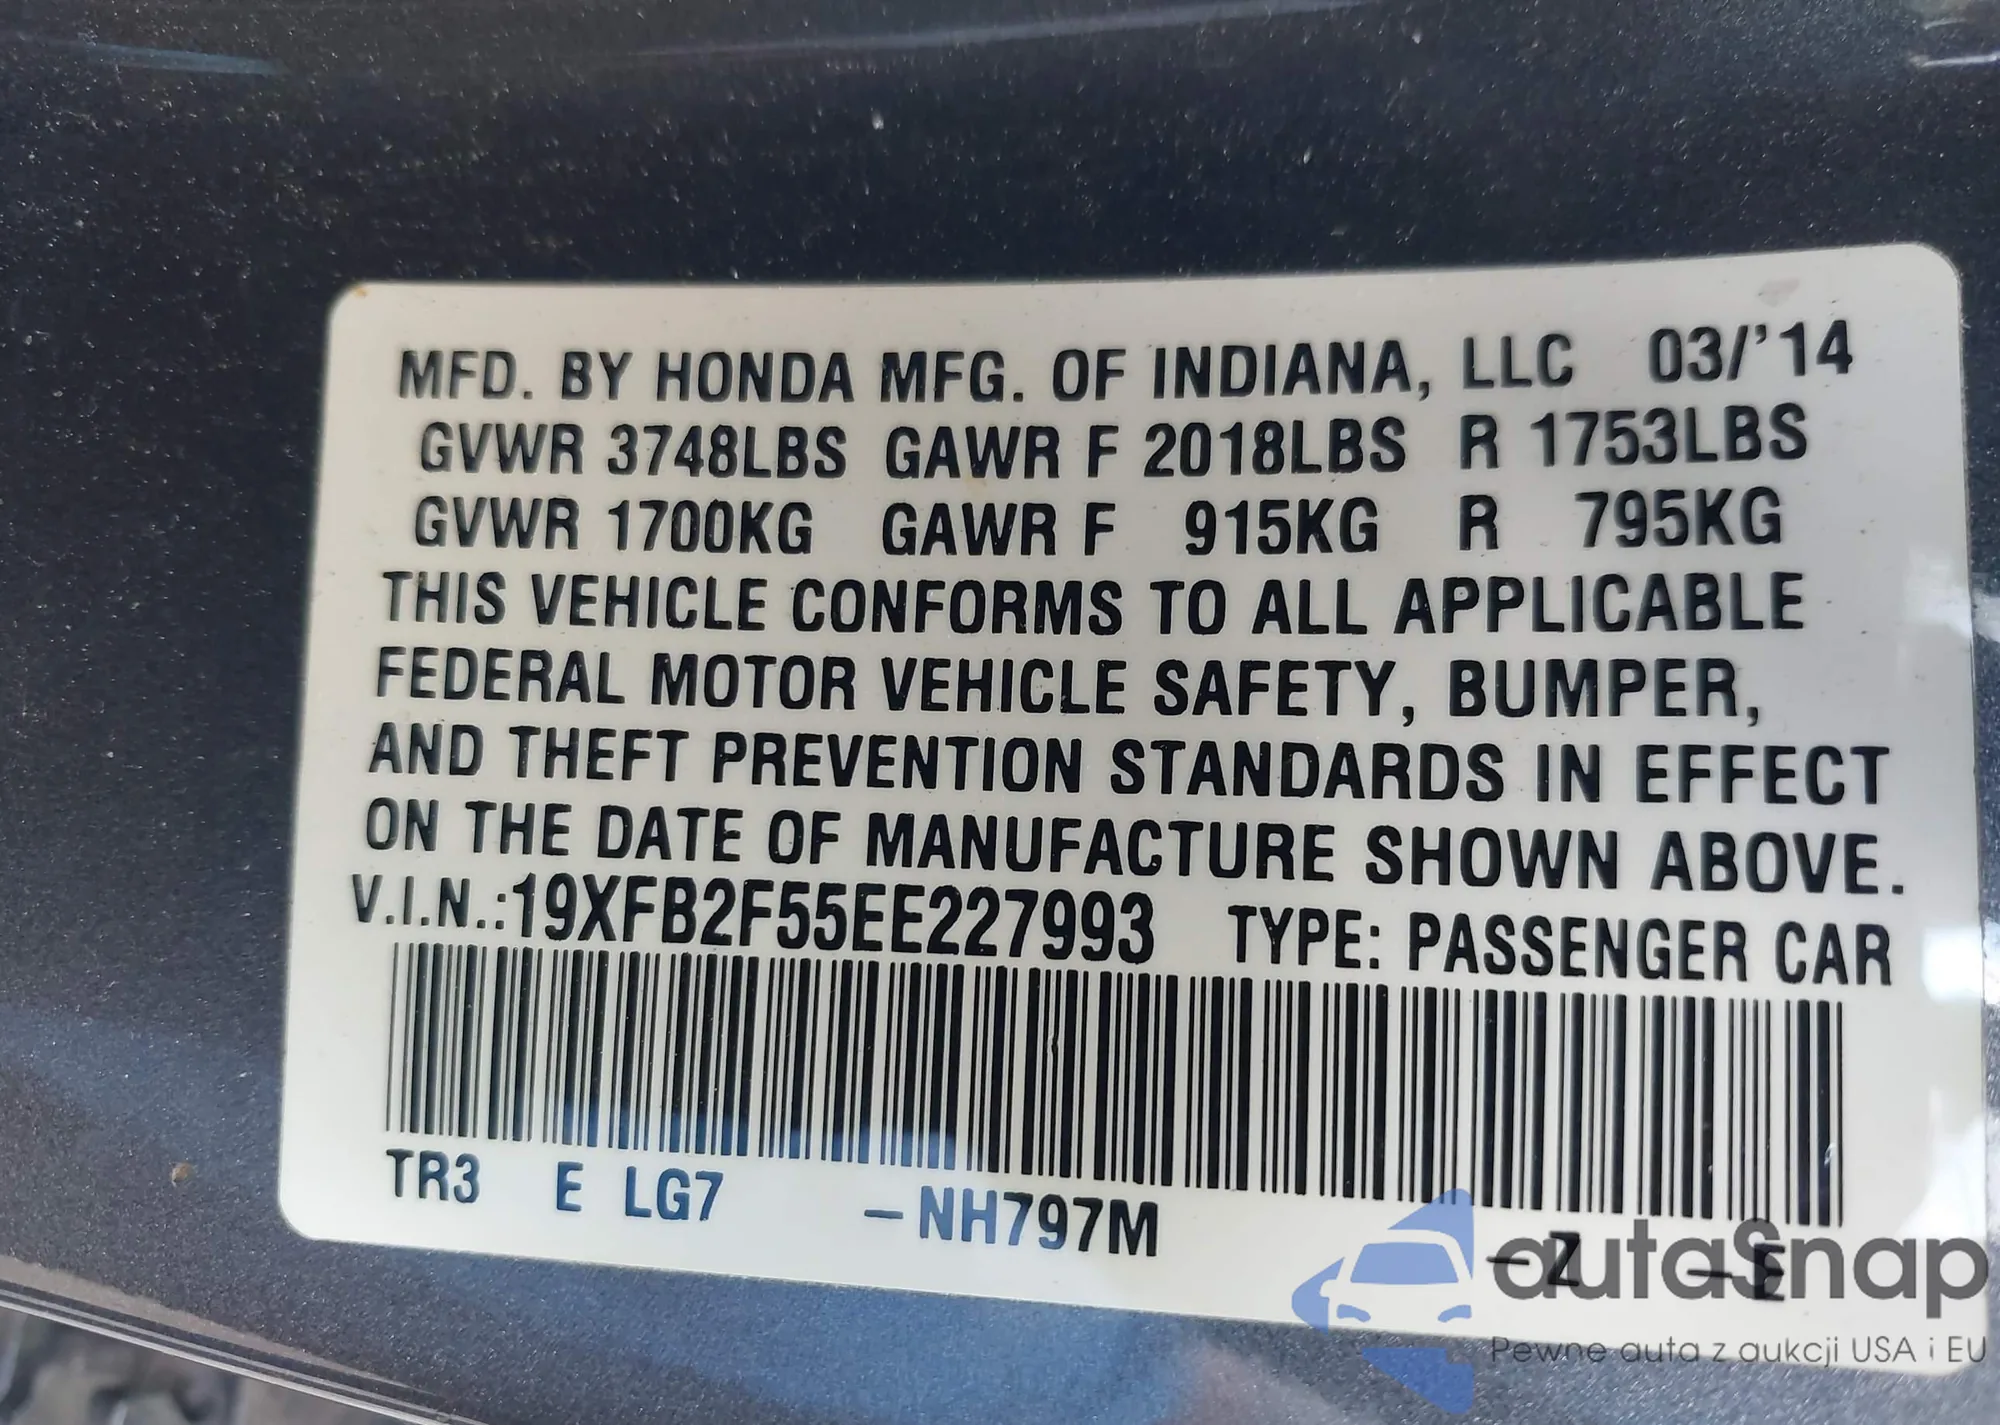 MFD. BY HONDA MFG. OF INDIANA, LLC 03/'14
GVWR 3748LBS GAWR F 2018LBS R 1753LBS
GVWR 1700KG GAWR F 915KG R 795KG
THIS VEHICLE CONFORMS TO ALL APPLICABLE
FEDERAL MOTOR VEHICLE SAFETY, BUMPER,
AND THEFT PREVENTION STANDARDS IN EFFECT
ON THE DATE OF MANUFACTURE SHOWN ABOVE.
V.I.N.:19XFB2F55EE227993 TYPE: PASSENGER CAR
TR3 E LG7 –NH797M –Z –E
autaSnap
Pewne auta z aukcji USA i EU